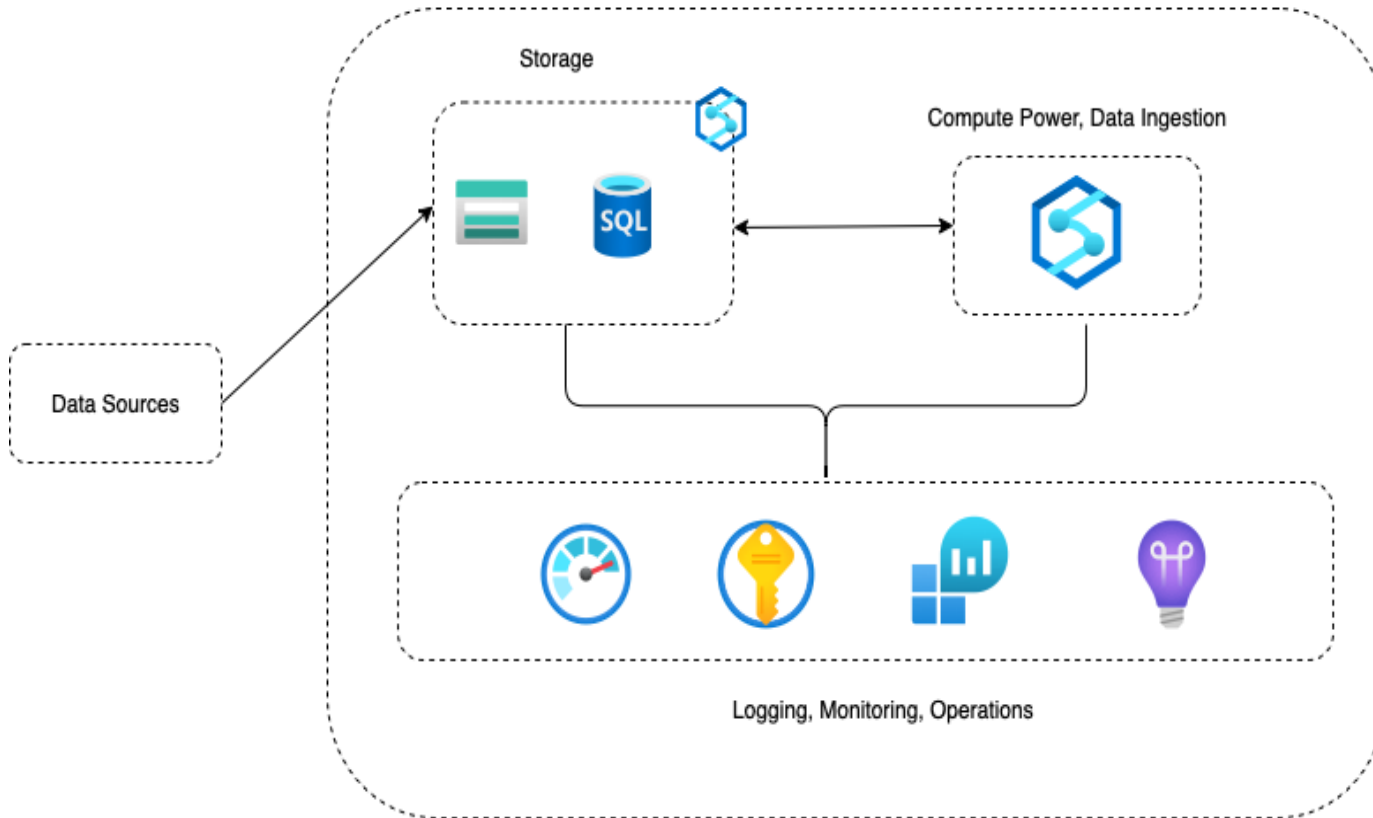 Storage
Compute Power, Data Ingestion
SQL
Data Sources
Logging, Monitoring, Operations